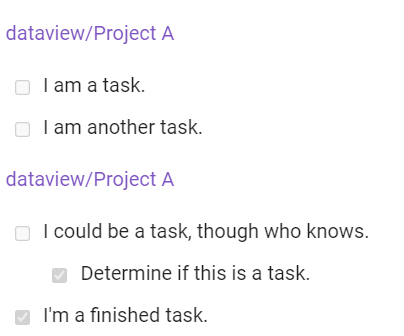 dataview/Project A
I am a task.
I am another task.
dataview/Project A
I could be a task, though who knows.
Determine if this is a task.
I'm a finished task.